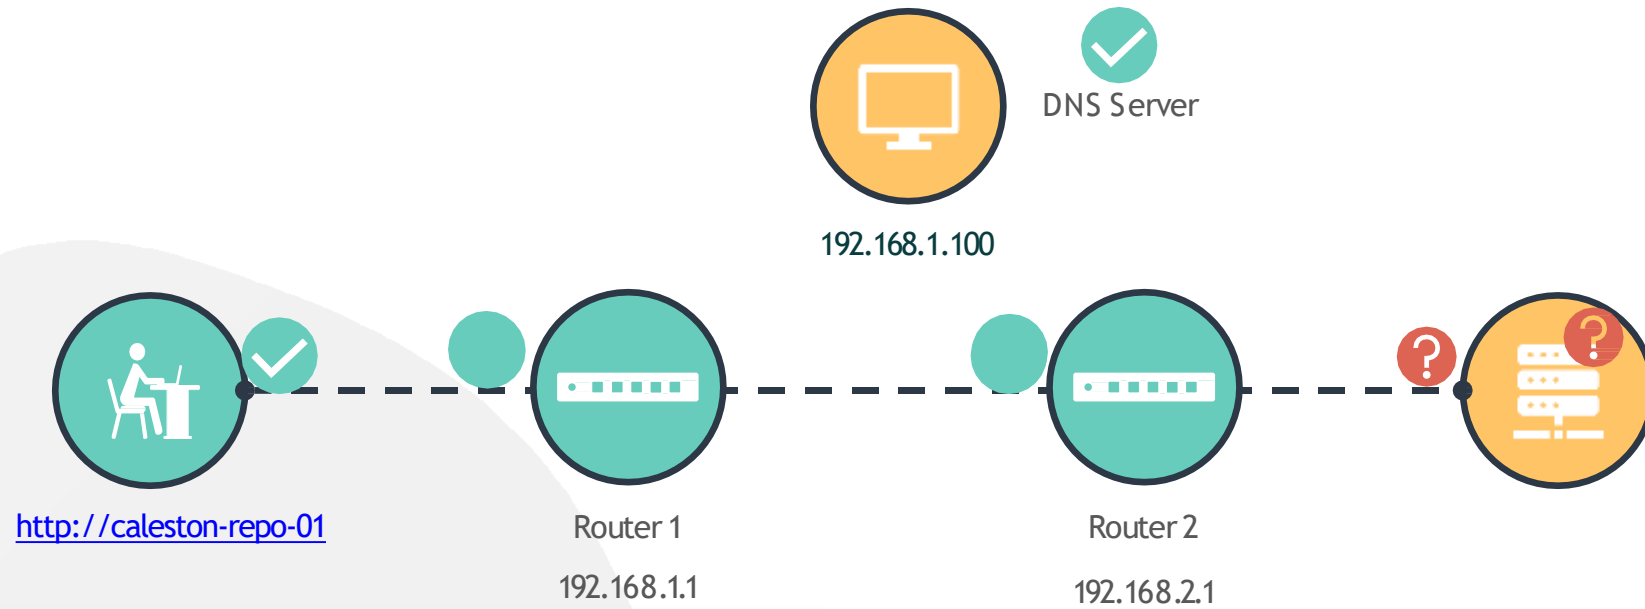 DNS Server
192.168.1.100
http://caleston-repo-01
Router 1
Router 2
192.168.1.1
192.168.2.1
?
?